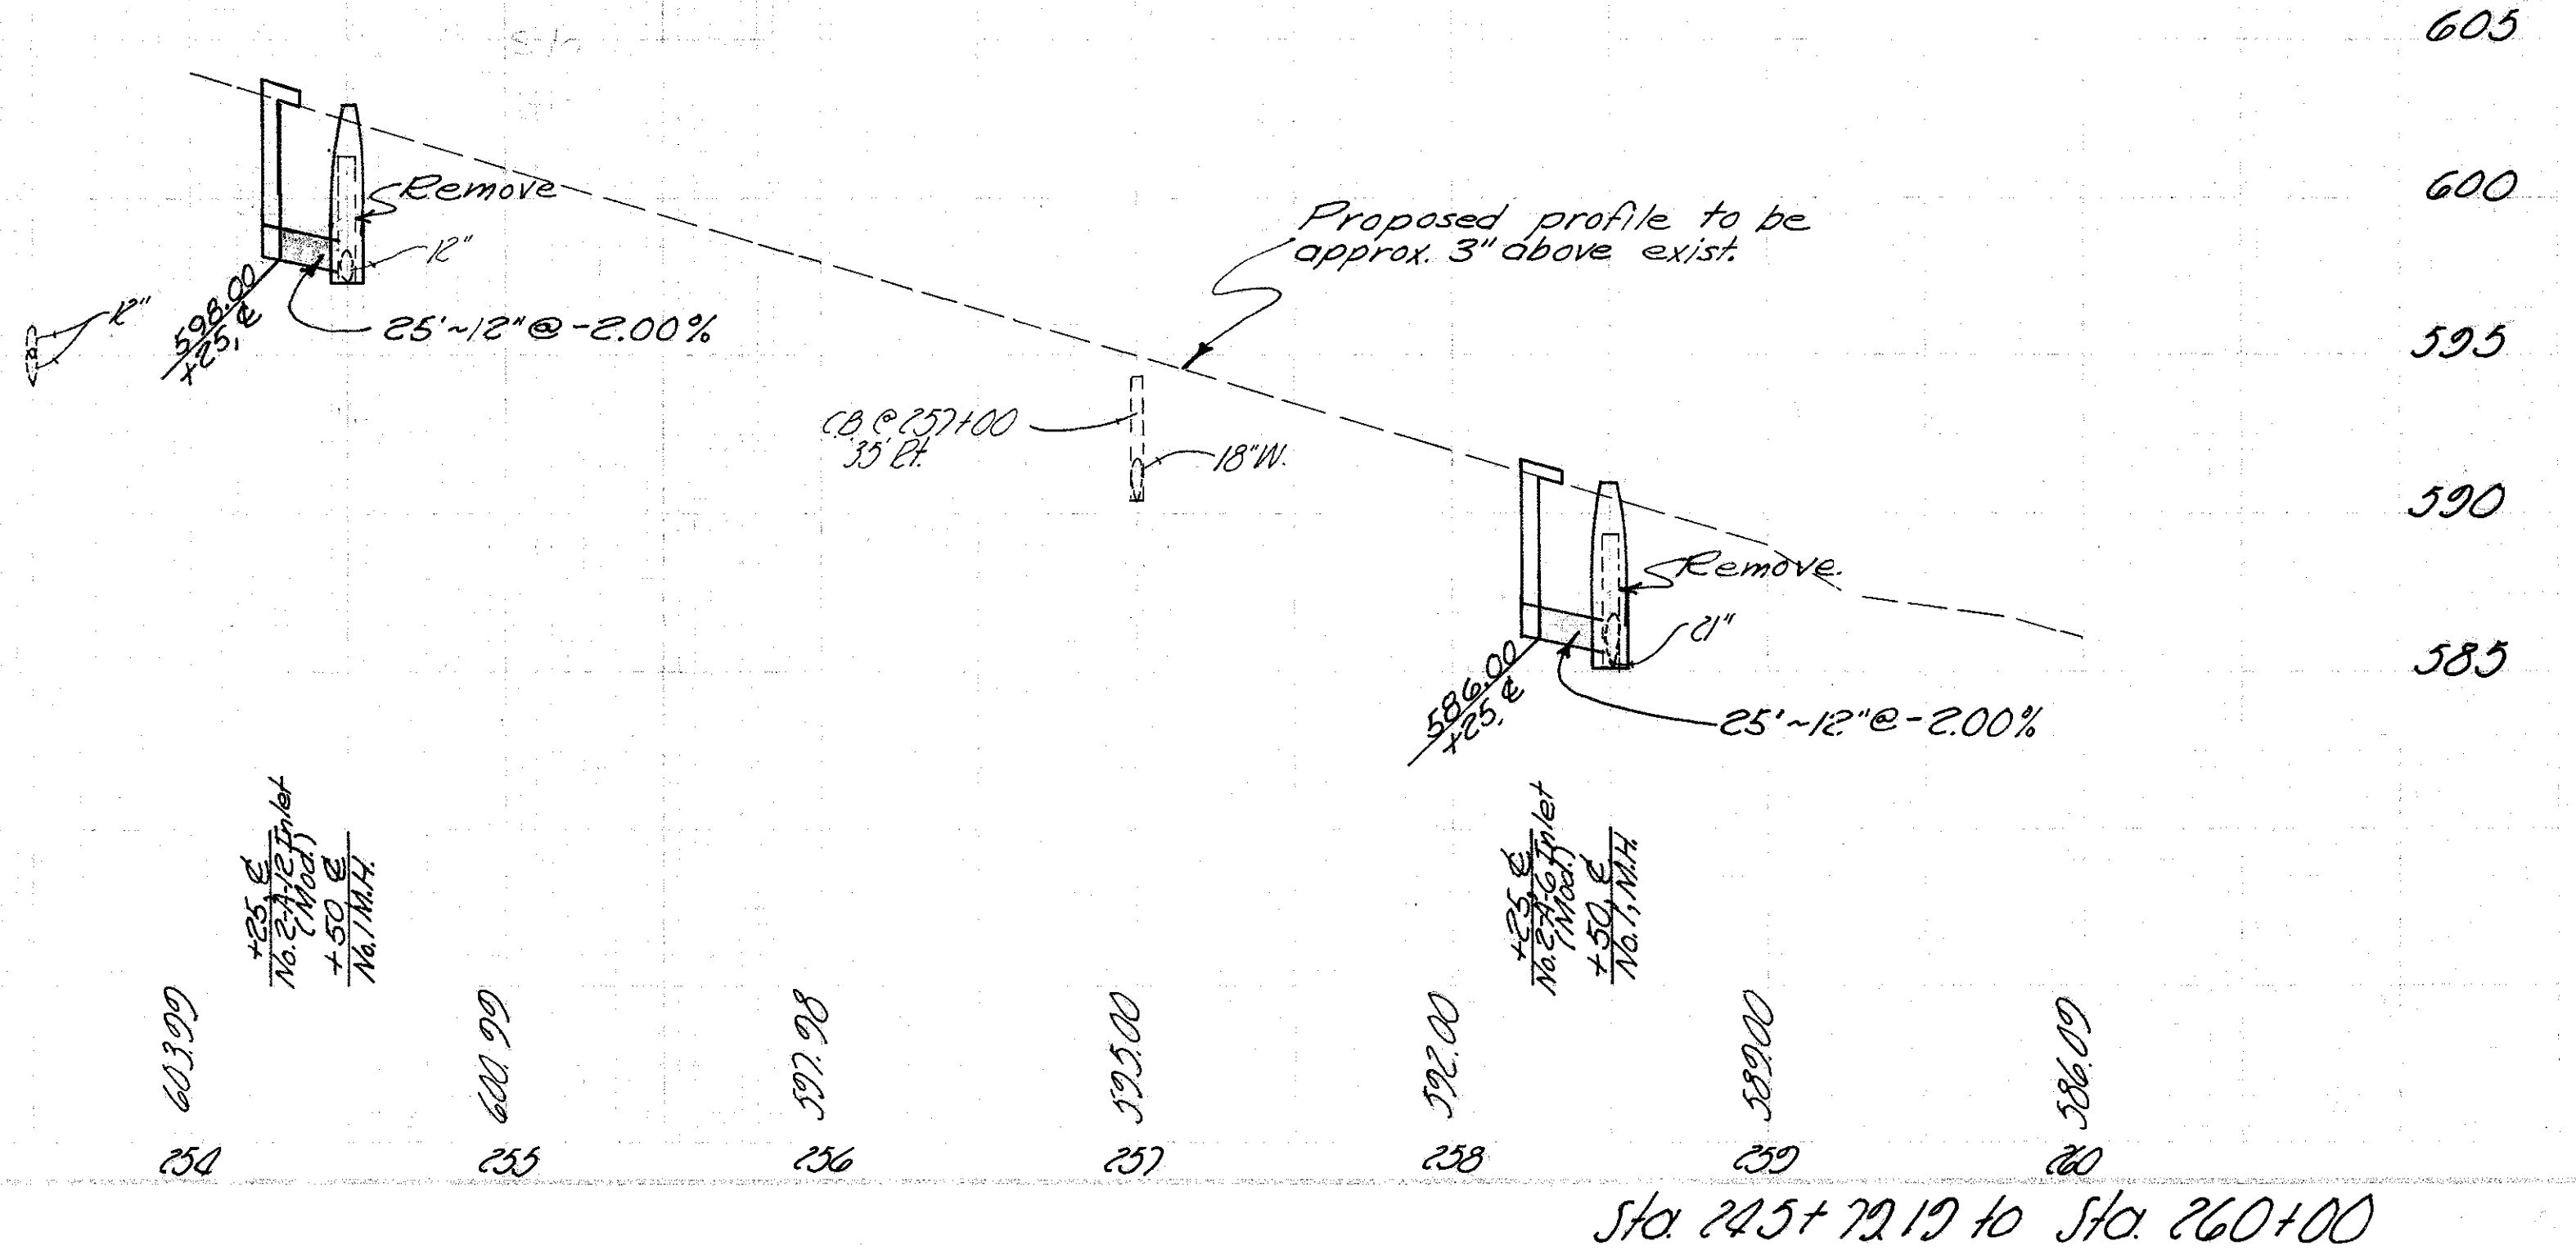 605
600
595
590
585
Remove
12"
12"
598.00
+25, ℄
25'~12"@-2.00%
Proposed profile to be
approx. 3" above exist.
C.B. @ 257+00
35' Rt.
18" W.
Remove.
21"
586.00
+25, ℄
25'~12"@-2.00%
+25, ℄
No. 2-A-12 Inlet
(Mod.)
+50 ℄
No. 1 M.H.
+25, ℄
No. 2-A-6 Inlet
(Mod.)
+50, ℄
No. 1, M.H.
603.99
600.99
597.98
595.00
592.00
589.00
586.09
254
255
256
257
258
259
260
Sta. 245+ to Sta. 260+00